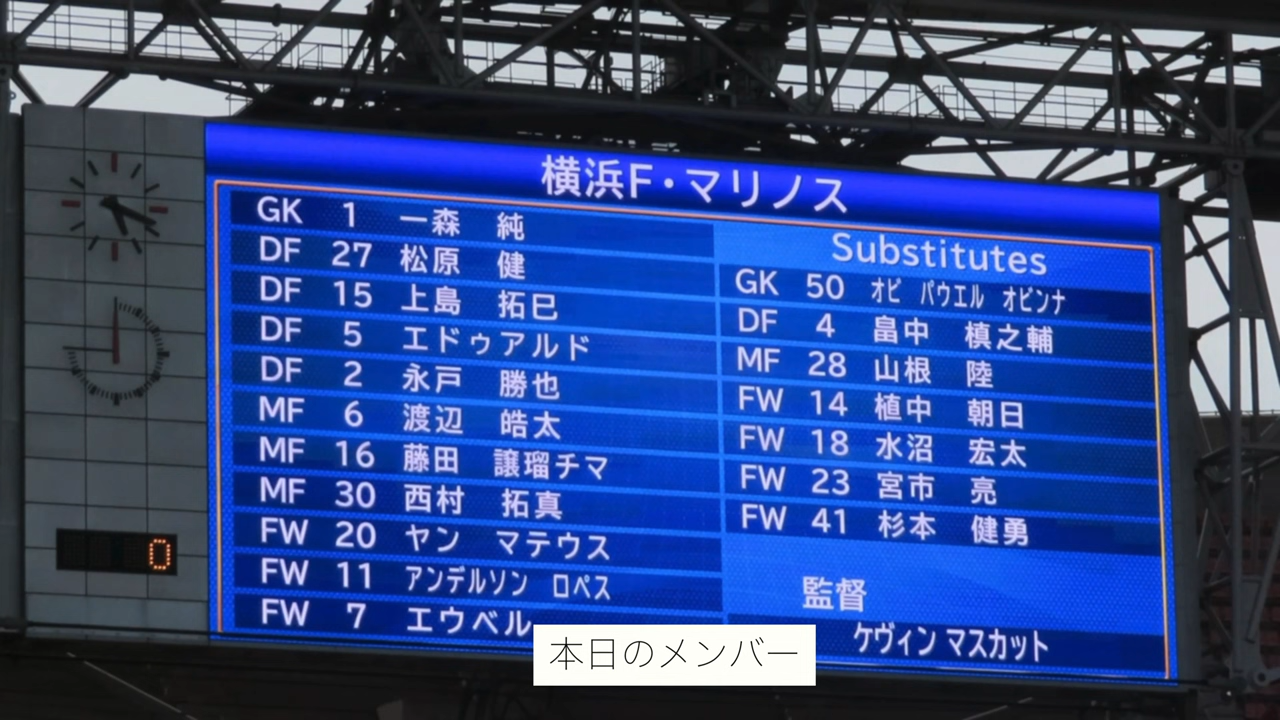 横浜F・マリノス
GK 1 一森 純
DF 27 松原 健
DF 15 上島 拓巳
DF 5 エドゥアルド
DF 2 永戸 勝也
MF 6 渡辺 皓太
MF 16 藤田 譲瑠チマ
MF 30 西村 拓真
FW 20 ヤン マテウス
FW 11 アンデルソン ロペス
FW 7 エウベル
Substitutes
GK 50 オビ パウエル オビンナ
DF 4 畠中 槙之輔
MF 28 山根 陸
FW 14 植中 朝日
FW 18 水沼 宏太
FW 23 宮市 亮
FW 41 杉本 健勇
監督
ケヴィン マスカット
0
本日のメンバー